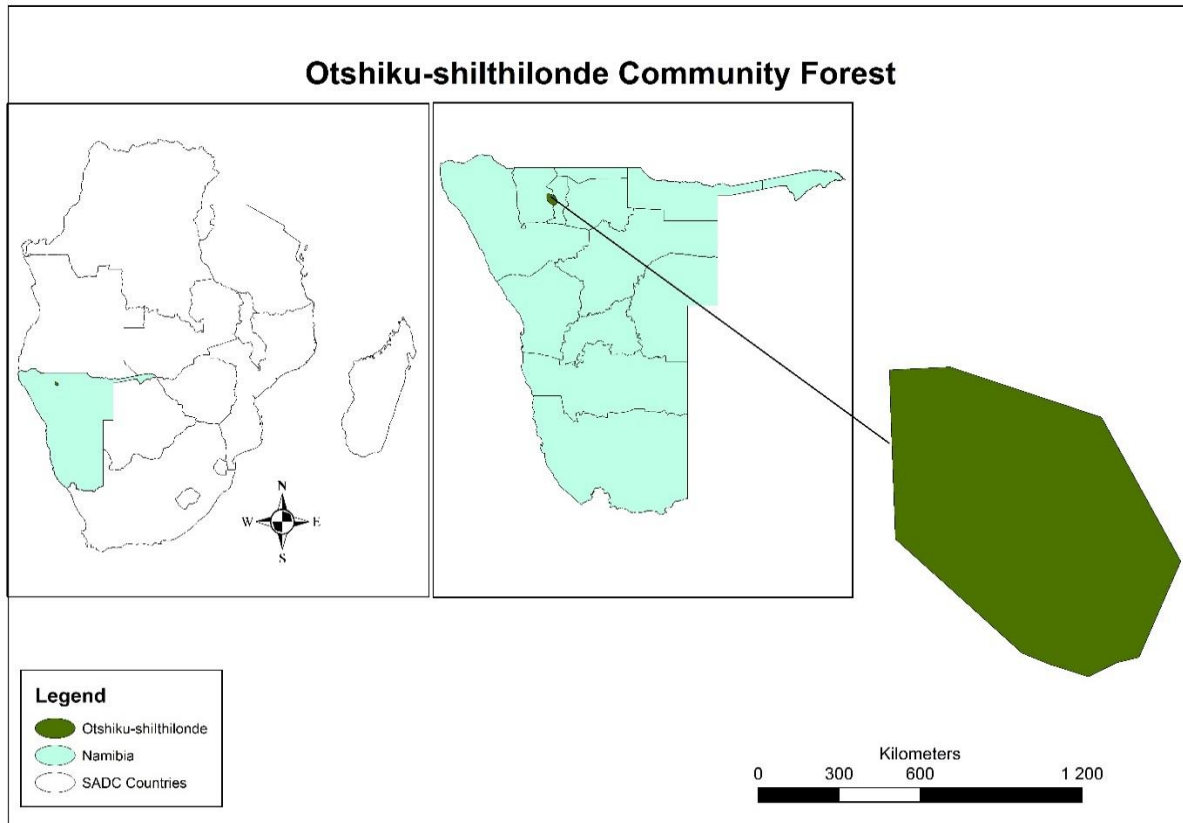 Otshiku-shilthilonde Community Forest
N
W E
S
Legend
Otshiku-shilthilonde
Namibia
SADC Countries
Kilometers
0 300 600 1 200